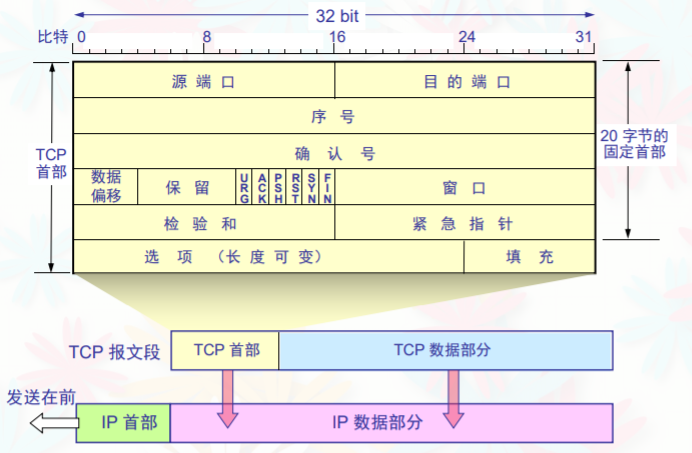 32 bit
比特 0 8 16 24 31
源 端 口 目 的 端 口
序 号
TCP
首部
确 认 号
20 字节的
固定首部
数据
偏移
保 留
URG
ACK
PSH
RST
SYN
FIN
窗 口
检 验 和 紧 急 指 针
选 项 （长 度 可 变） 填 充
TCP 报文段 TCP 首部 TCP 数据部分
发送在前
IP 首部 IP 数据部分